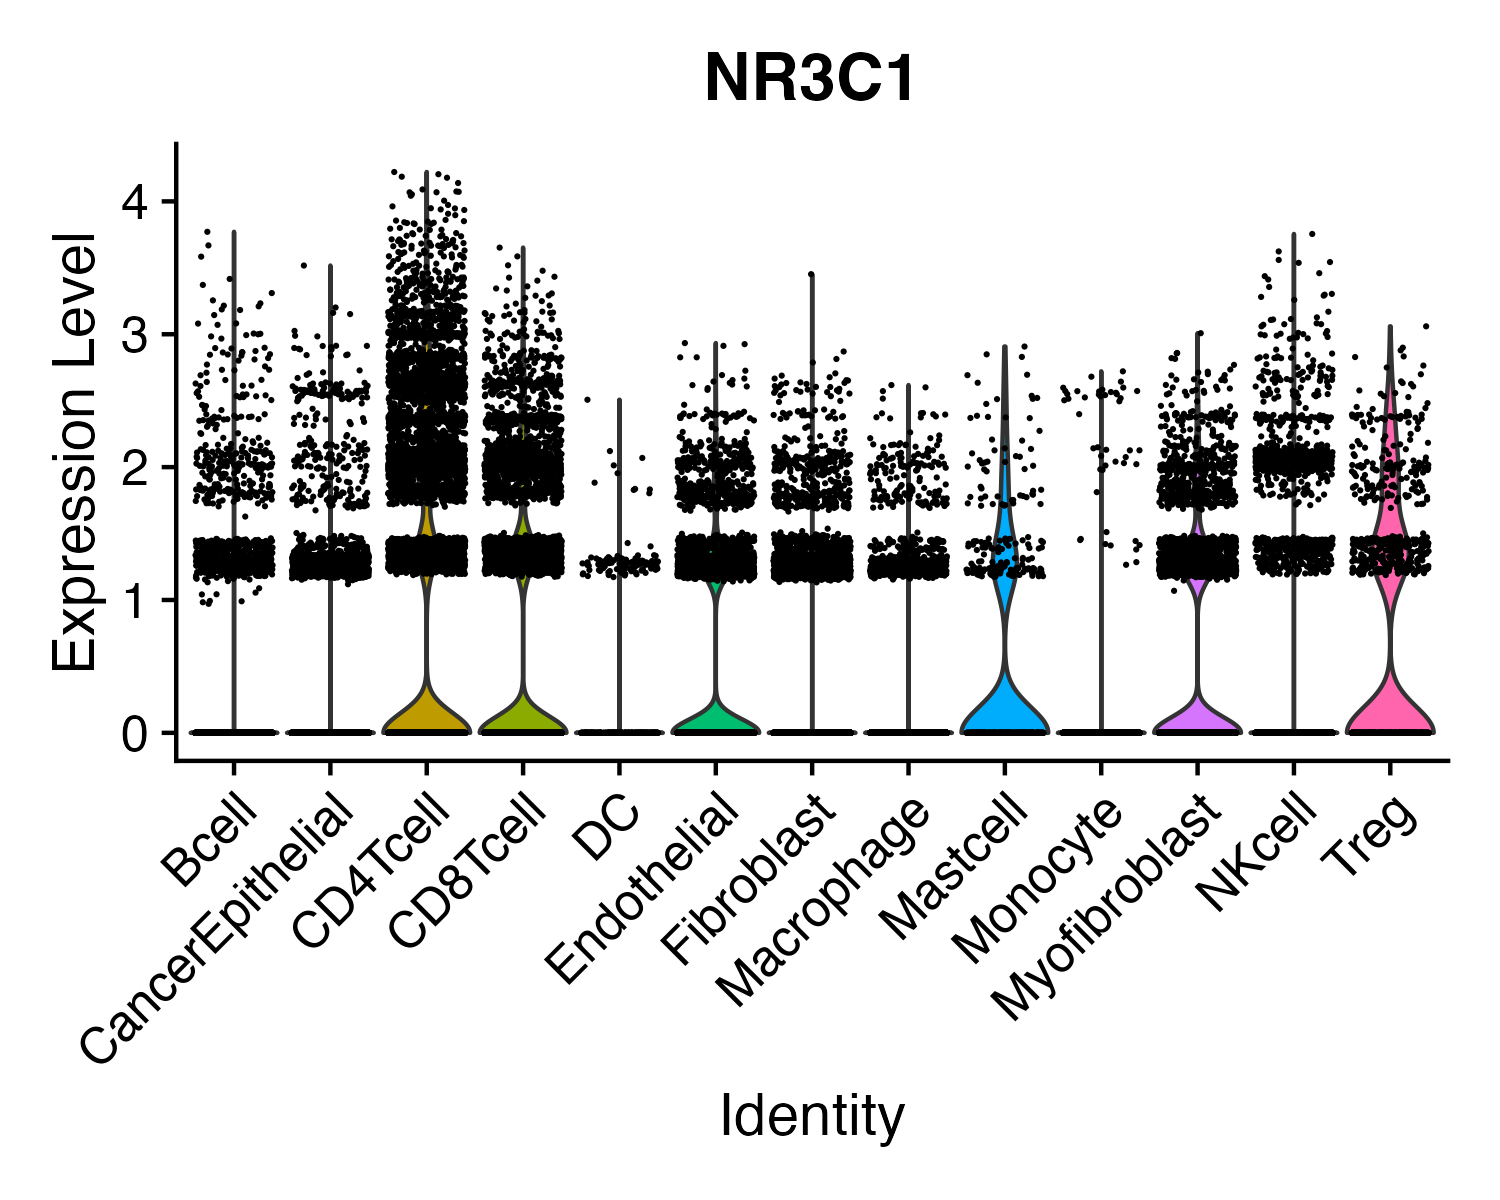 NR3C1
Expression Level
4
3
2
1
0
Bcell
CancerEpithelial
CD4Tcell
CD8Tcell
DC
Endothelial
Fibroblast
Macrophage
Mastcell
Monocyte
Myofibroblast
NKcell
Treg
Identity